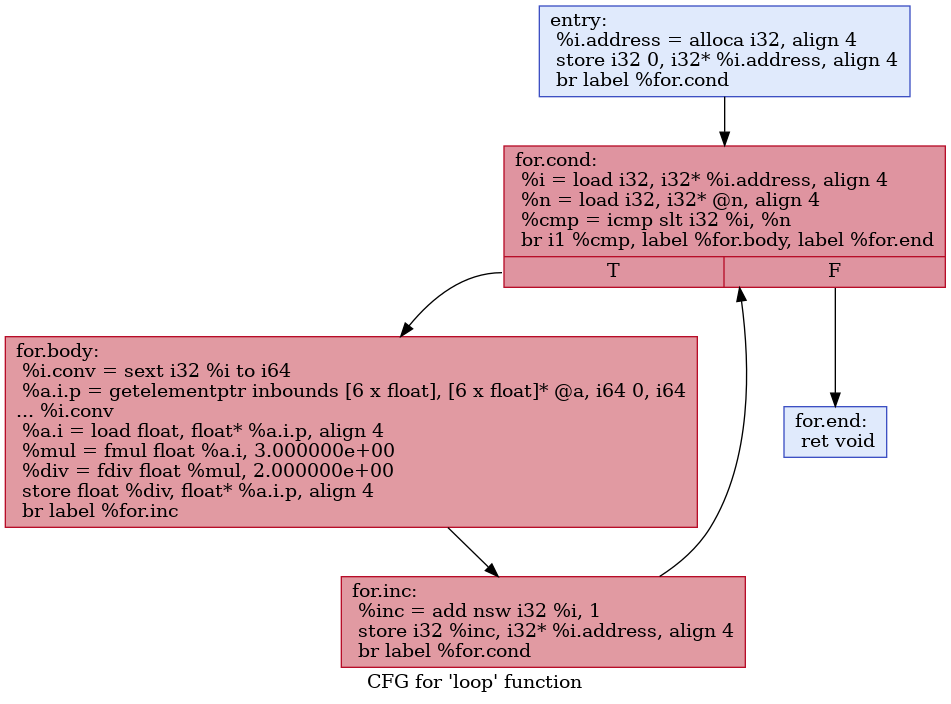 entry:
%i.address = alloca i32, align 4
store i32 0, i32* %i.address, align 4
br label %for.cond
for.cond:
%i = load i32, i32* %i.address, align 4
%n = load i32, i32* @n, align 4
%cmp = icmp slt i32 %i, %n
br i1 %cmp, label %for.body, label %for.end
T
F
for.body:
%i.conv = sext i32 %i to i64
%a.i.p = getelementptr inbounds [6 x float], [6 x float]* @a, i64 0, i64
... %i.conv
%a.i = load float, float* %a.i.p, align 4
%mul = fmul float %a.i, 3.000000e+00
%div = fdiv float %mul, 2.000000e+00
store float %div, float* %a.i.p, align 4
br label %for.inc
for.end:
ret void
for.inc:
%inc = add nsw i32 %i, 1
store i32 %inc, i32* %i.address, align 4
br label %for.cond
CFG for 'loop' function